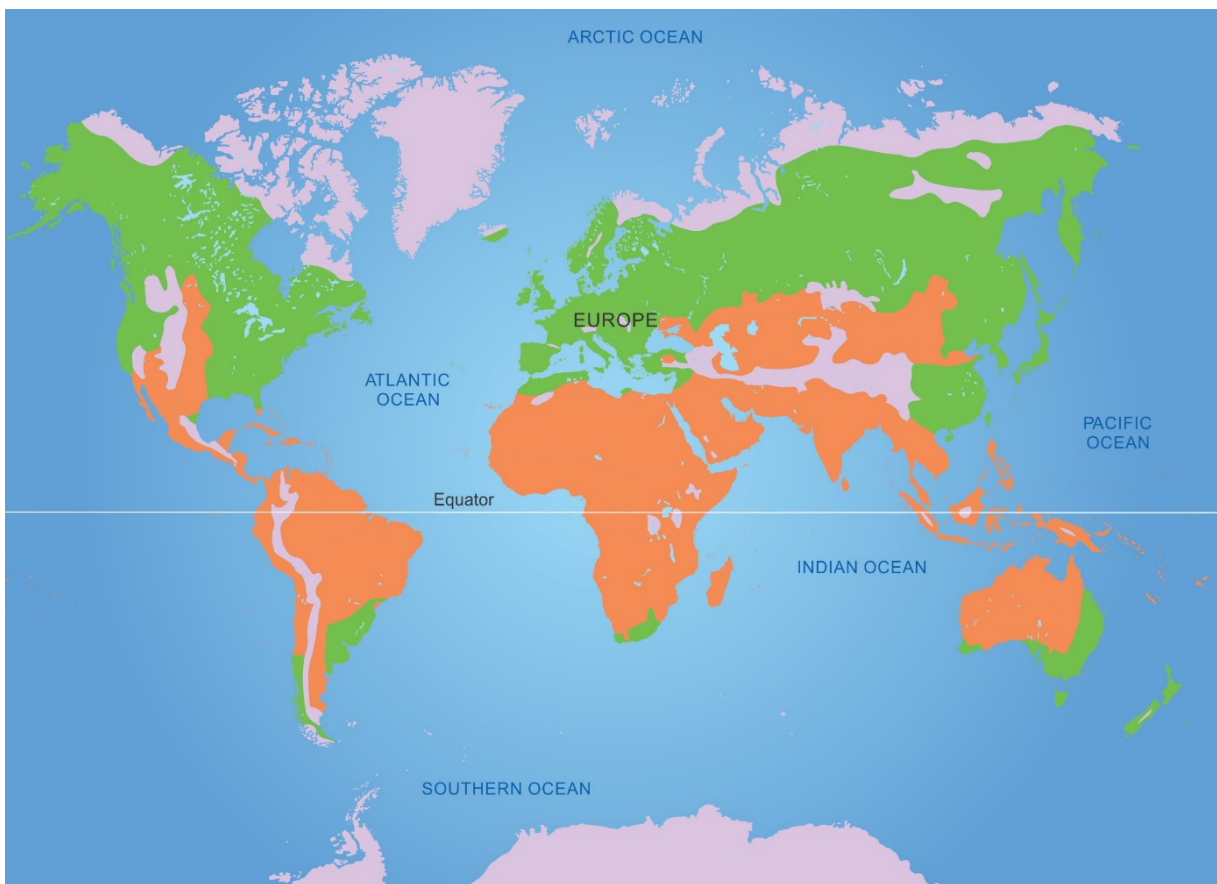 ARCTIC OCEAN
EUROPE
ATLANTIC
OCEAN
PACIFIC
OCEAN
Equator
INDIAN OCEAN
SOUTHERN OCEAN